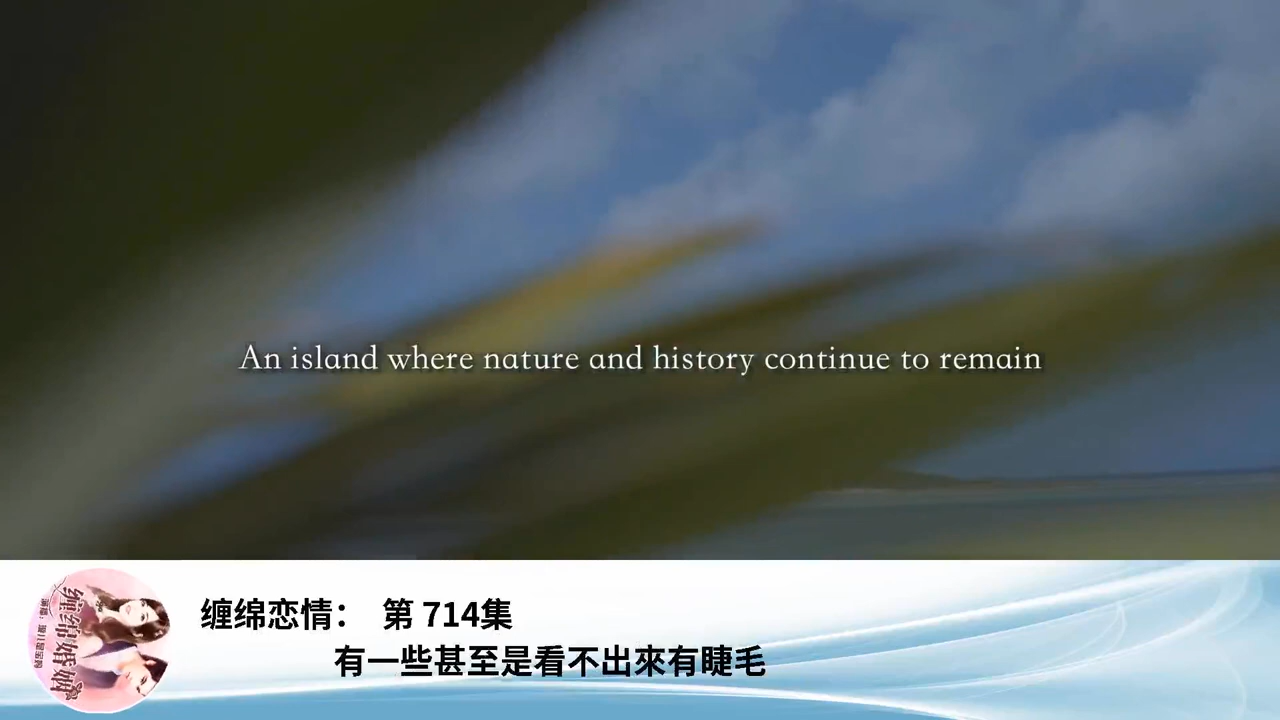 An island where nature and history continue to remain
缠绵恋情： 第 714集
有一些甚至是看不出來有睫毛